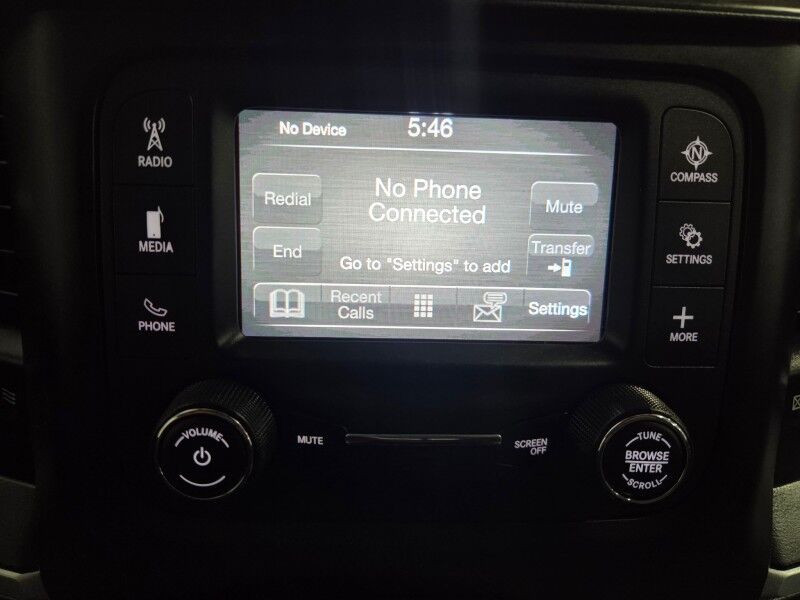 RADIO
MEDIA
PHONE
No Device
5:46
Redial
No Phone
Connected
Mute
End
Go to "Settings" to add
Transfer
Recent
Calls
Settings
N
COMPASS
SETTINGS
MORE
VOLUME
MUTE
SCREEN
OFF
TUNE
BROWSE
ENTER
SCROLL